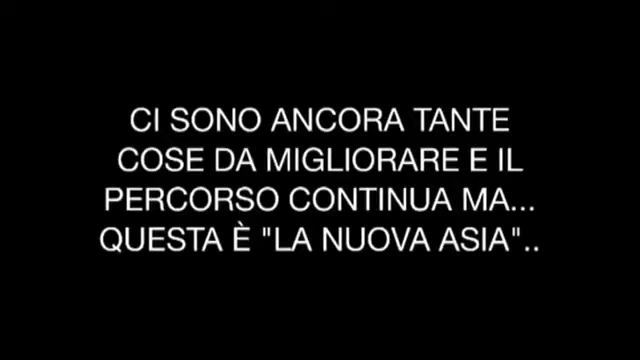 CI SONO ANCORA TANTE
COSE DA MIGLIORARE E IL
PERCORSO CONTINUA MA...
QUESTA È "LA NUOVA ASIA"..